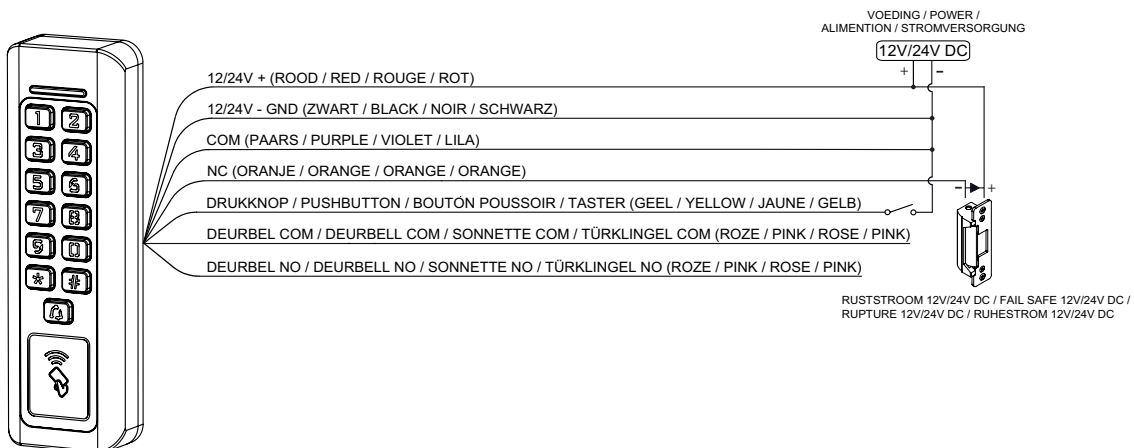 VOEDING / POWER /
ALIMENTION / STROMVERSORGUNG
12V/24V DC
+ -
12/24V + (ROOD / RED / ROUGE / ROT)
12/24V - GND (ZWART / BLACK / NOIR / SCHWARZ)
COM (PAARS / PURPLE / VIOLET / LILA)
NC (ORANJE / ORANGE / ORANGE / ORANGE)
- +
DRUKKNOP / PUSHBUTTON / BOUTÓN POUSSOIR / TASTER (GEEL / YELLOW / JAUNE / GELB)
DEURBEL COM / DEURBELL COM / SONNETTE COM / TÜRKLINGEL COM (ROZE / PINK / ROSE / PINK)
DEURBEL NO / DEURBELL NO / SONNETTE NO / TÜRKLINGEL NO (ROZE / PINK / ROSE / PINK)
RUSTSTROOM 12V/24V DC / FAIL SAFE 12V/24V DC /
RUPTURE 12V/24V DC / RUHESTROM 12V/24V DC
1 2
3 4
5 6
7 8
9 0
* #